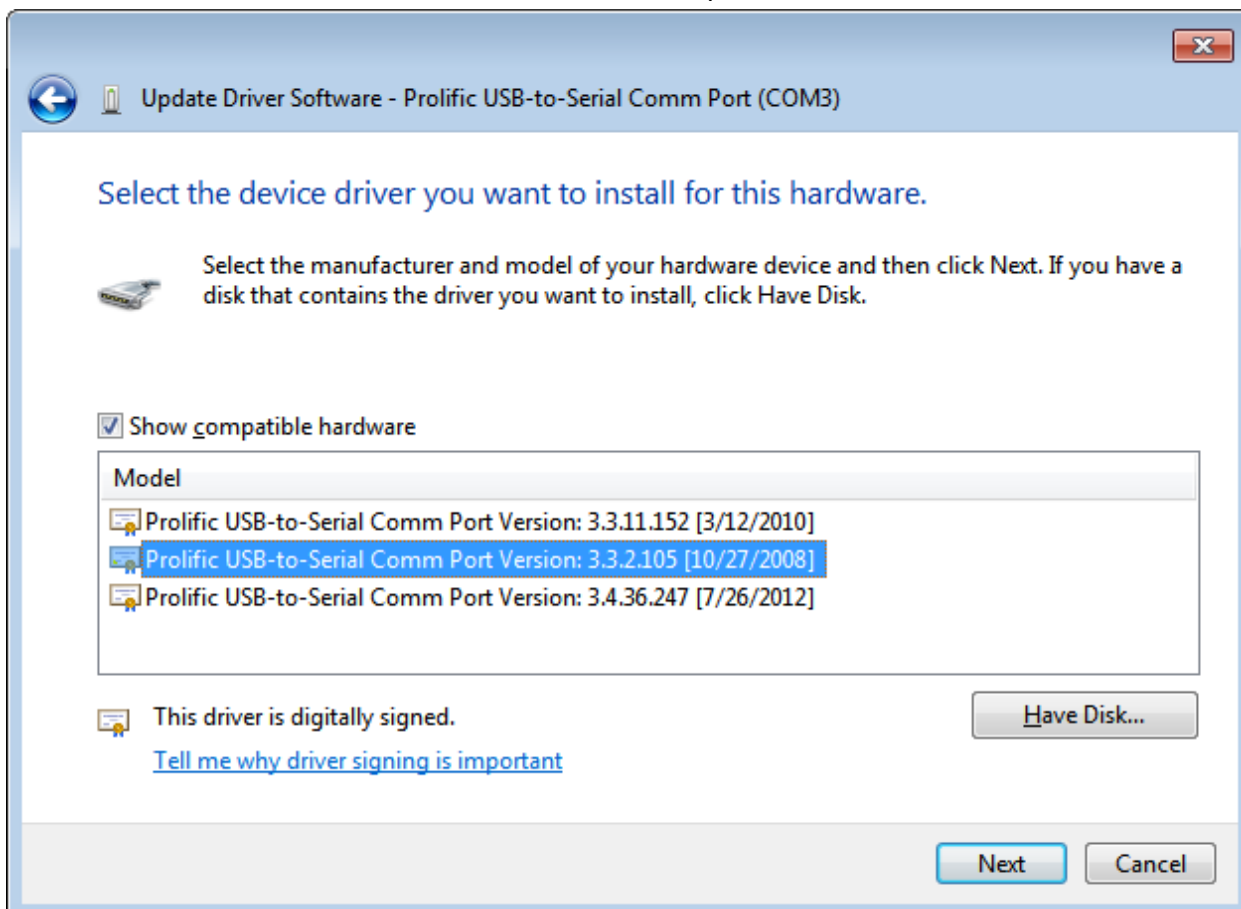 Update Driver Software - Prolific USB-to-Serial Comm Port (COM3)
Select the device driver you want to install for this hardware.
Select the manufacturer and model of your hardware device and then click Next. If you have a
disk that contains the driver you want to install, click Have Disk.
Show compatible hardware
Model
Prolific USB-to-Serial Comm Port Version: 3.3.11.152 [3/12/2010]
Prolific USB-to-Serial Comm Port Version: 3.3.2.105 [10/27/2008]
Prolific USB-to-Serial Comm Port Version: 3.4.36.247 [7/26/2012]
This driver is digitally signed.
Have Disk...
Tell me why driver signing is important
Next
Cancel